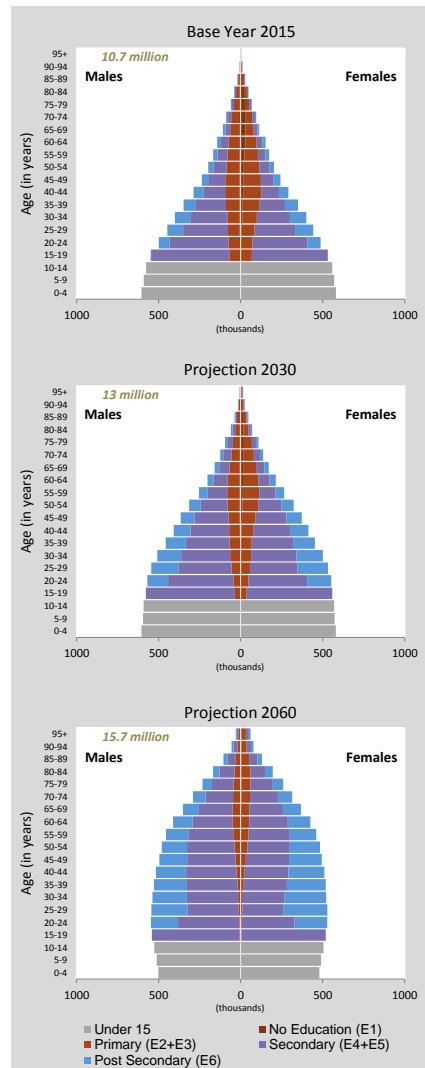 Base Year 2015
10.7 million
Males
Females
Age (in years)
95+
90-94
85-89
80-84
75-79
70-74
65-69
60-64
55-59
50-54
45-49
40-44
35-39
30-34
25-29
20-24
15-19
10-14
5-9
0-4
1000 500 0 500 1000
(thousands)
Projection 2030
13 million
Males
Females
Age (in years)
95+
90-94
85-89
80-84
75-79
70-74
65-69
60-64
55-59
50-54
45-49
40-44
35-39
30-34
25-29
20-24
15-19
10-14
5-9
0-4
1000 500 0 500 1000
(thousands)
Projection 2060
15.7 million
Males
Females
Age (in years)
95+
90-94
85-89
80-84
75-79
70-74
65-69
60-64
55-59
50-54
45-49
40-44
35-39
30-34
25-29
20-24
15-19
10-14
5-9
0-4
1000 500 0 500 1000
(thousands)
Under 15 No Education (E1)
Primary (E2+E3) Secondary (E4+E5)
Post Secondary (E6)